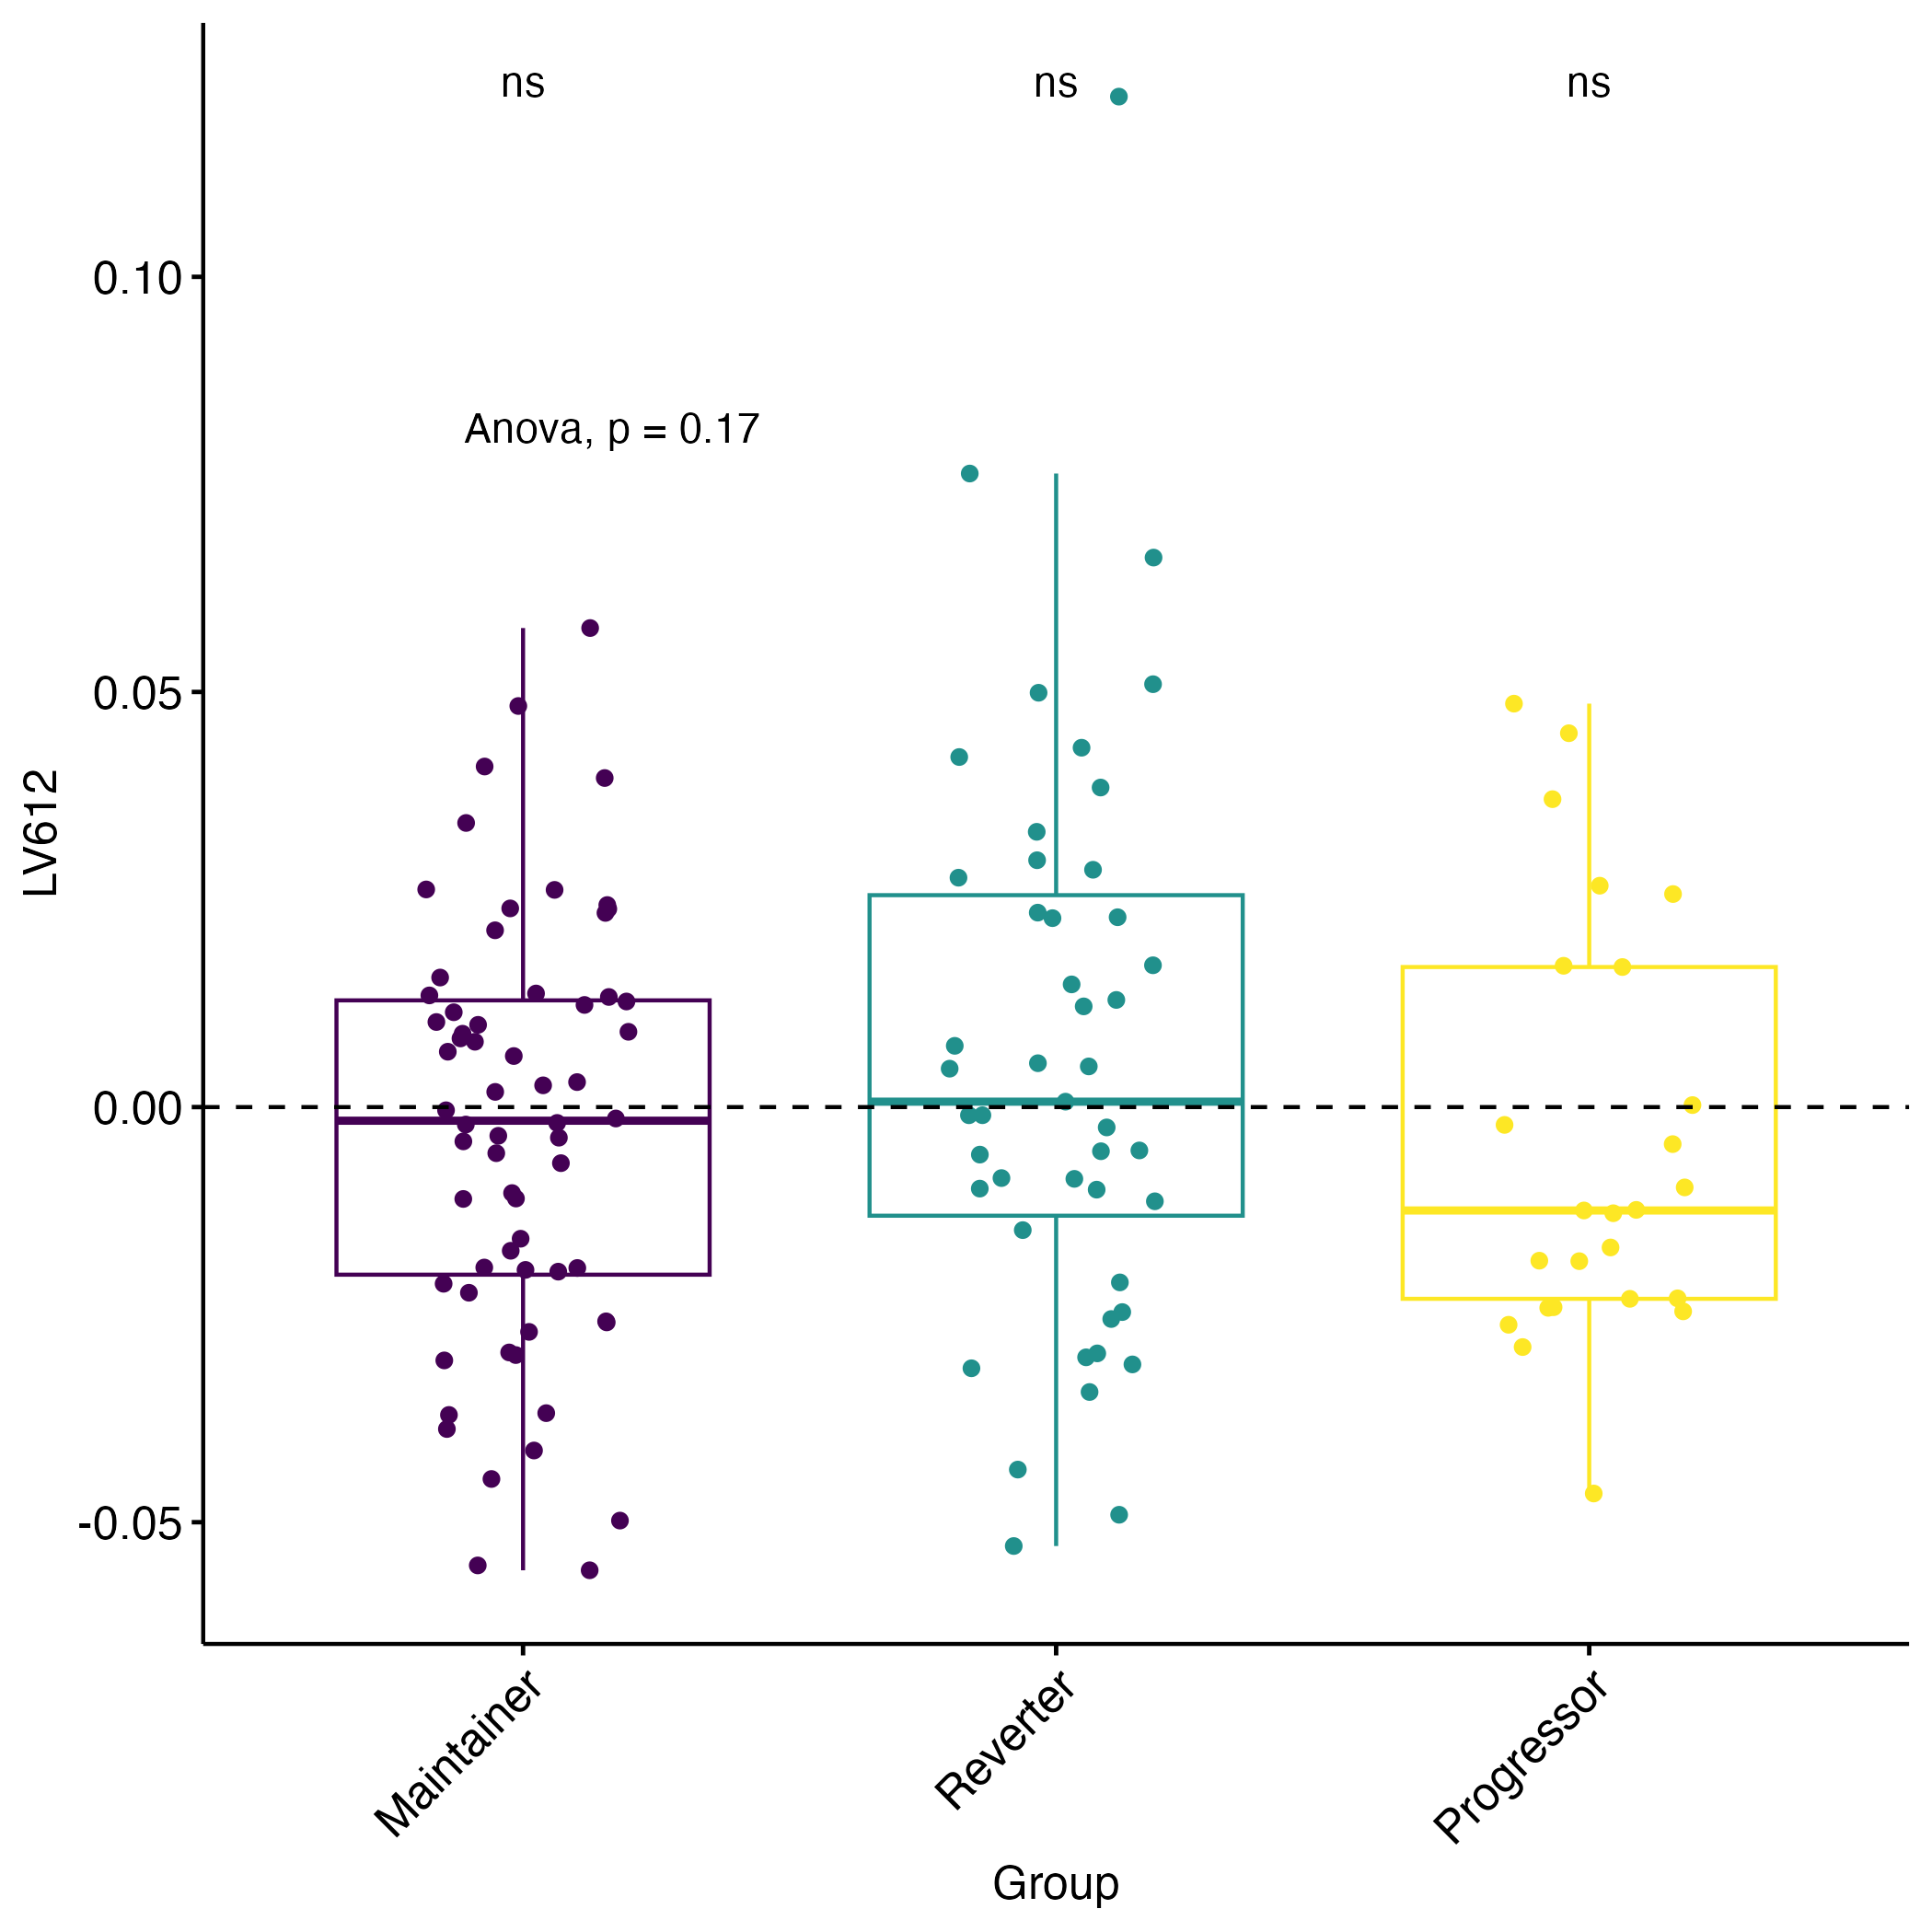 ns ns ns
Anova, p = 0.17
0.10
0.05
0.00
-0.05
LV612
Maintainer Reverter Progressor
Group